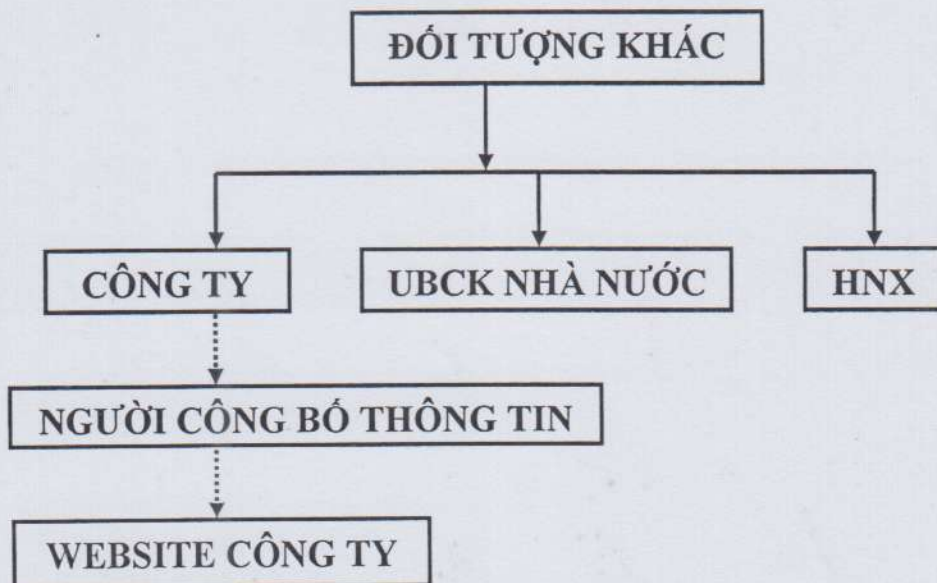 ĐỐI TƯỢNG KHÁC
CÔNG TY
UBCK NHÀ NƯỚC
HNX
NGƯỜI CÔNG BỐ THÔNG TIN
WEBSITE CÔNG TY